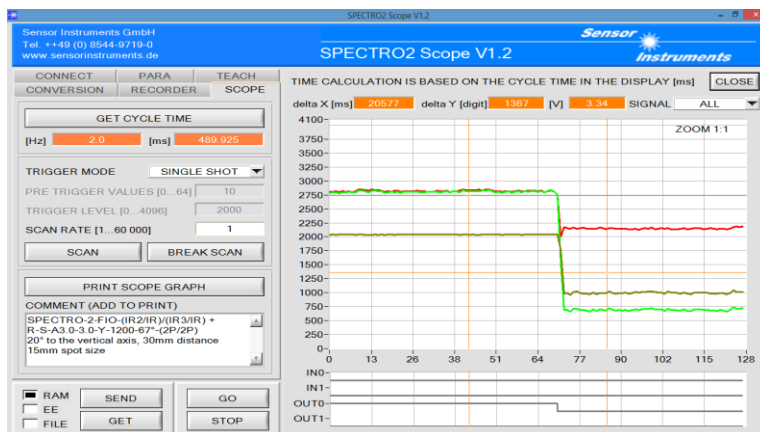 SPECTRO2 Scope V1.2
Sensor Instruments GmbH
Tel. ++49 (0) 8544-9719-0
www.sensorinstruments.de
SPECTRO2 Scope V1.2
Sensor
Instruments
CONNECT PARA TEACH
CONVERSION RECORDER SCOPE
GET CYCLE TIME
[Hz] 2.0 [ms] 489.925
TRIGGER MODE SINGLE SHOT
PRE TRIGGER VALUES [0...64] 10
TRIGGER LEVEL [0...4096] 2000
SCAN RATE [1...60 000] 1
SCAN BREAK SCAN
PRINT SCOPE GRAPH
COMMENT (ADD TO PRINT)
SPECTRO-2-FIO-(IR2/IR)/(IR3/IR) +
R-S-A3.0-3.0-Y-1200-67°-(2P/2P)
20° to the vertical axis, 30mm distance
15mm spot size
RAM
EE
FILE
SEND GO
GET STOP
TIME CALCULATION IS BASED ON THE CYCLE TIME IN THE DISPLAY [ms] CLOSE
delta X [ms] 20577 delta Y [digit] 1367 [V] 3.34 SIGNAL ALL
ZOOM 1:1
4100
3750
3500
3250
3000
2750
2500
2250
2000
1750
1500
1250
1000
750
500
250
0
0 13 26 38 51 64 77 90 102 115 128
IN0
IN1
OUT0
OUT1